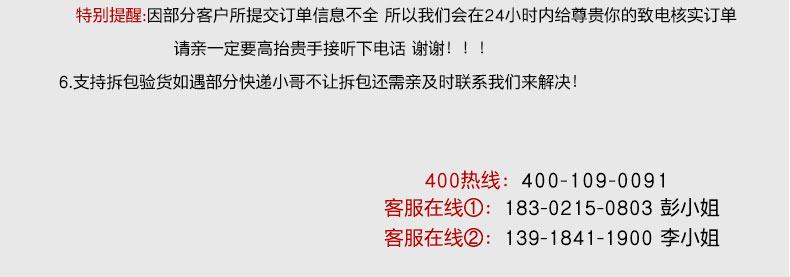 特别提醒:因部分客户所提交订单信息不全 所以我们会在24小时内给尊贵你的致电核实订单
请亲一定要高抬贵手接听下电话 谢谢！！！
6.支持拆包验货如遇部分快递小哥不让拆包还需亲及时联系我们来解决！
400热线：400-109-0091
客服在线①：183-0215-0803 彭小姐
客服在线②：139-1841-1900 李小姐